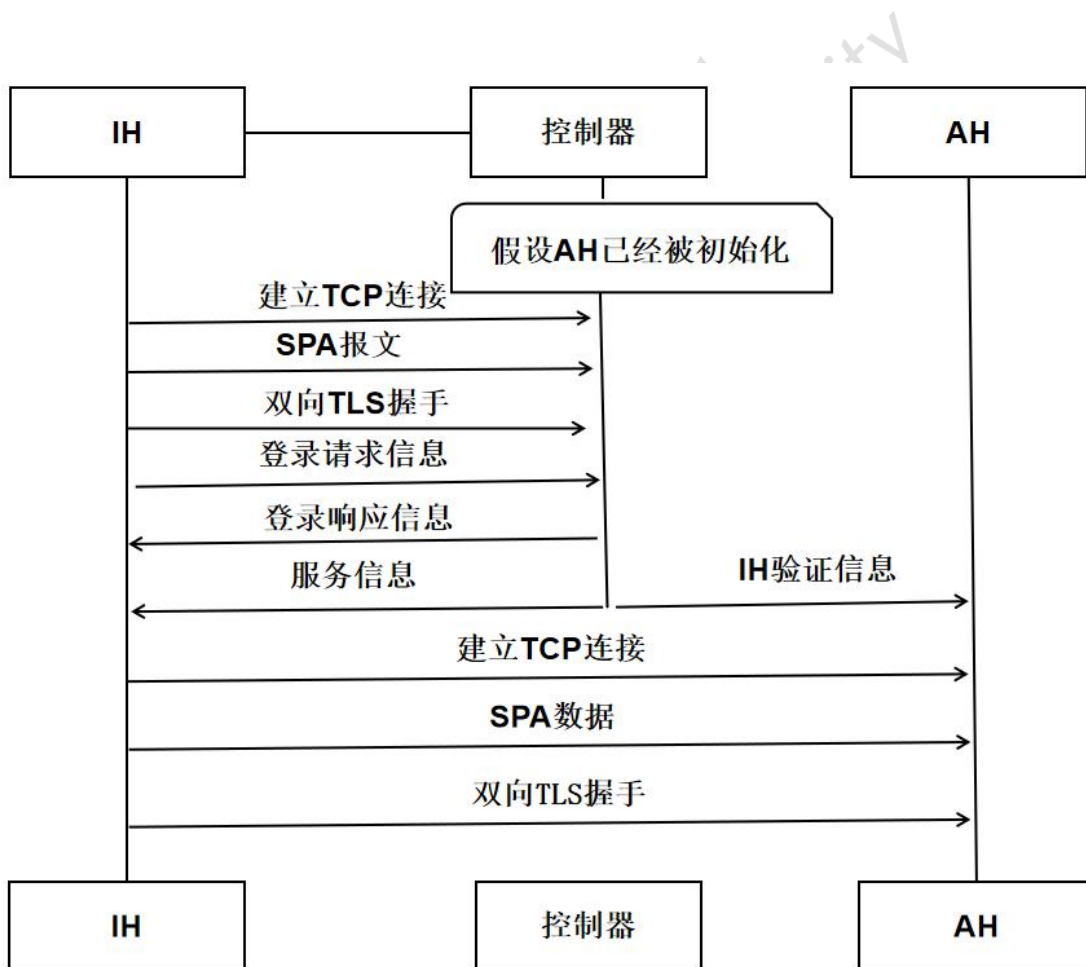 IH
控制器
AH
假设AH已经被初始化
建立TCP连接
SPA报文
双向TLS握手
登录请求信息
登录响应信息
服务信息
IH验证信息
建立TCP连接
SPA数据
双向TLS握手
IH
控制器
AH